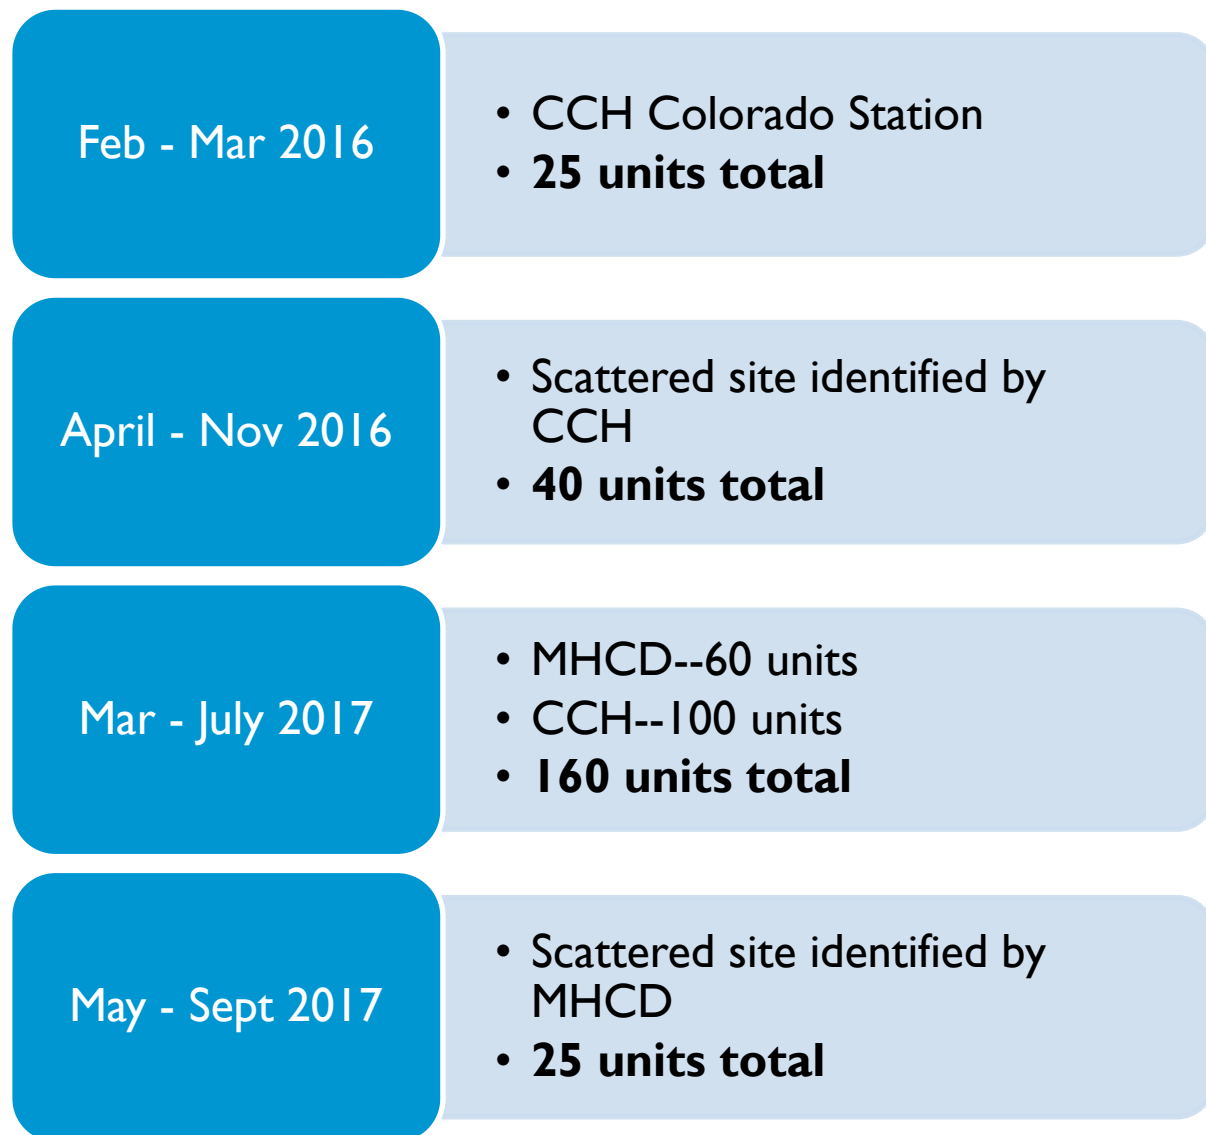 Feb - Mar 2016
• CCH Colorado Station
• 25 units total
April - Nov 2016
• Scattered site identified by
CCH
• 40 units total
Mar - July 2017
• MHCD--60 units
• CCH--100 units
• 160 units total
May - Sept 2017
• Scattered site identified by
MHCD
• 25 units total